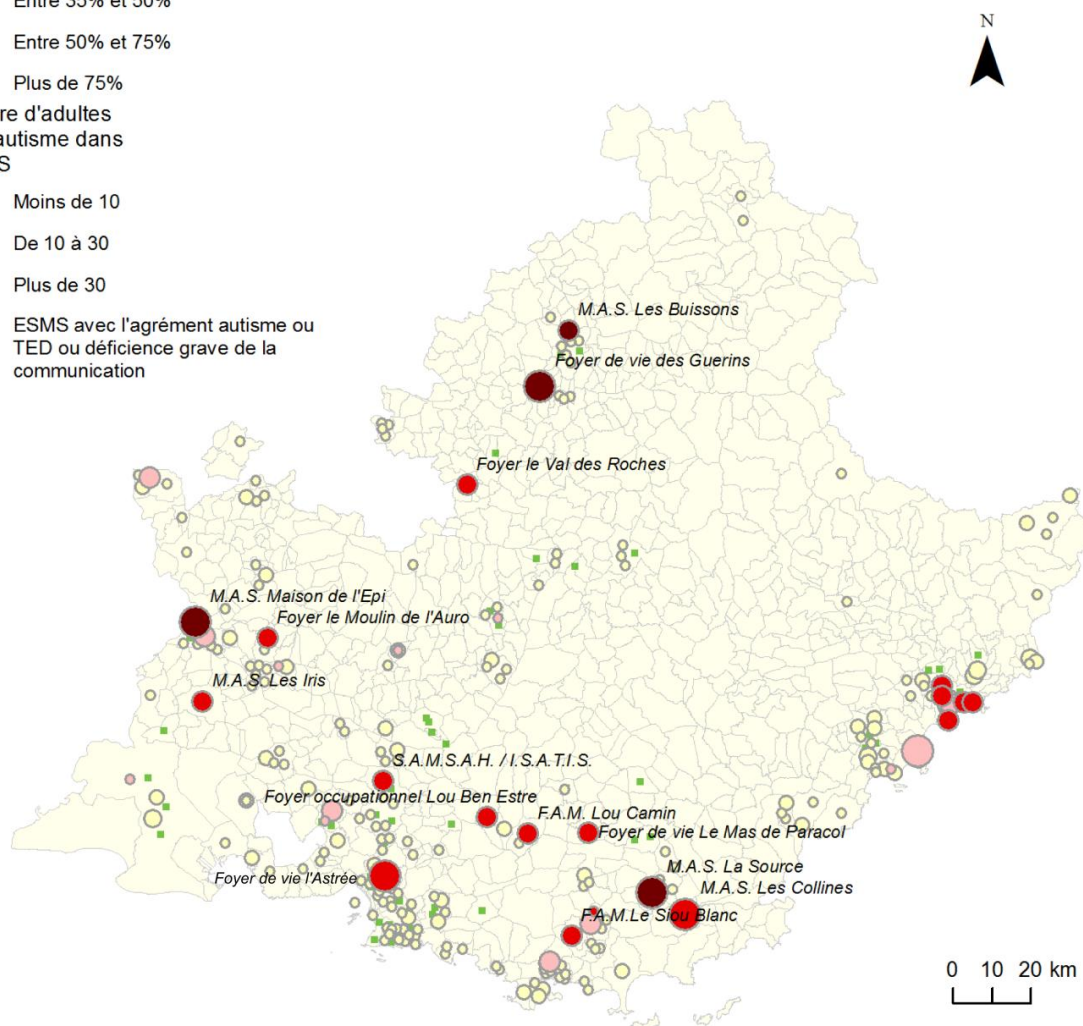 Entre 35% et 50%
Entre 50% et 75%
Plus de 75%
re d'adultes
autisme dans
S
Moins de 10
De 10 à 30
Plus de 30
ESMS avec l'agrément autisme ou
TED ou déficience grave de la
communication
N
M.A.S. Les Buissons
Foyer de vie des Guerins
Foyer le Val des Roches
M.A.S. Maison de l'Epi
Foyer le Moulin de l'Auro
M.A.S. Les Iris
S.A.M.S.A.H. / I.S.A.T.I.S.
Foyer occupationnel Lou Ben Estre
F.A.M. Lou Camin
Foyer de vie Le Mas de Paracol
M.A.S. La Source
Foyer de vie l'Astrée
M.A.S. Les Collines
F.A.M.Le Siou Blanc
0 10 20 km